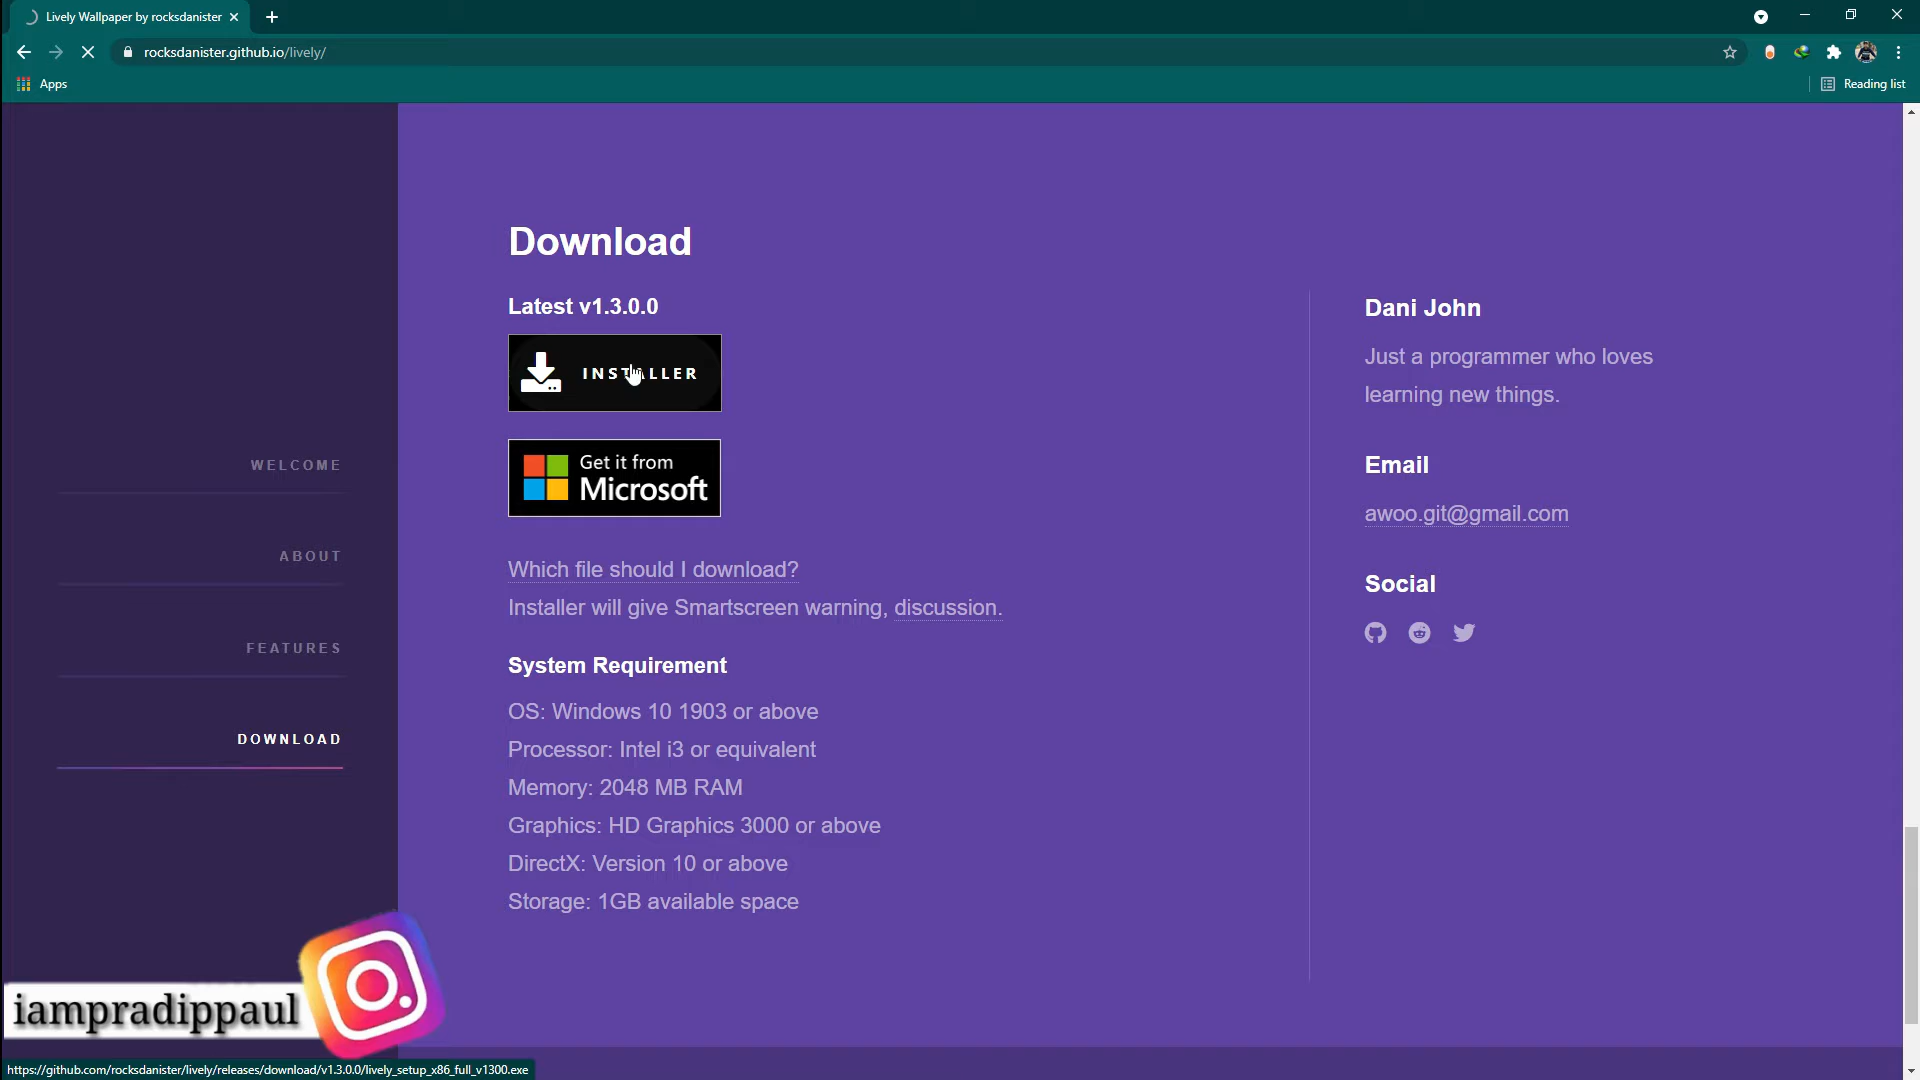 Lively Wallpaper by rocksdanister
rocksdanister.github.io/lively/
Apps
Reading list
WELCOME
ABOUT
FEATURES
DOWNLOAD
Download
Latest v1.3.0.0
INSTALLER
Get it from
Microsoft
Which file should I download?
Installer will give Smartscreen warning, discussion.
System Requirement
OS: Windows 10 1903 or above
Processor: Intel i3 or equivalent
Memory: 2048 MB RAM
Graphics: HD Graphics 3000 or above
DirectX: Version 10 or above
Storage: 1GB available space
Dani John
Just a programmer who loves
learning new things.
Email
awoo.git@gmail.com
Social
iampradippaul
https://github.com/rocksdanister/lively/releases/download/v1.3.0.0/lively_setup_x86_full_v1300.exe